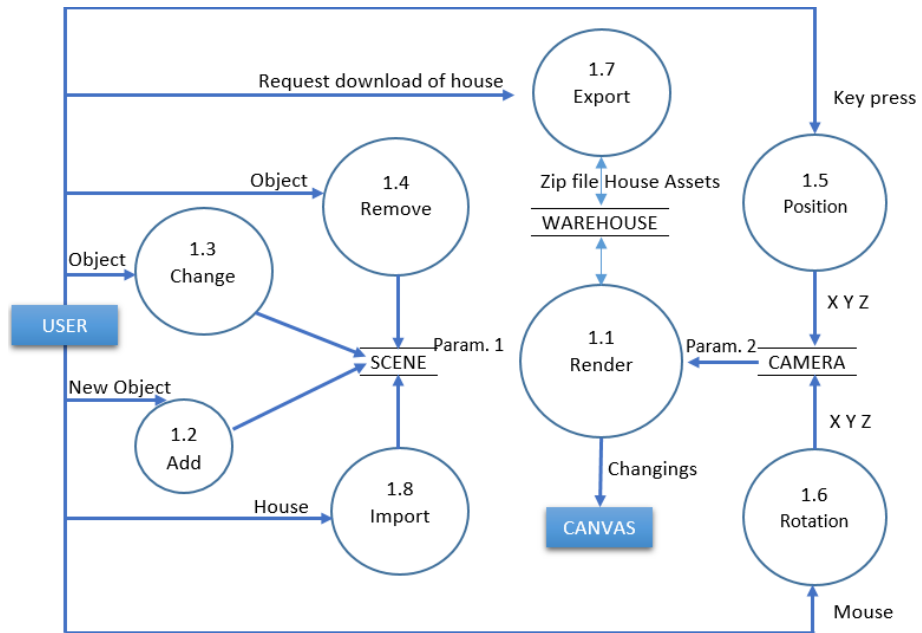 Request download of house
1.7
Export
Key press
Object
1.4
Remove
Zip file House Assets
WAREHOUSE
1.5
Position
Object
1.3
Change
USER
X Y Z
Param. 1
SCENE
1.1
Render
Param. 2
CAMERA
New Object
1.2
Add
X Y Z
House
1.8
Import
Changings
CANVAS
1.6
Rotation
Mouse